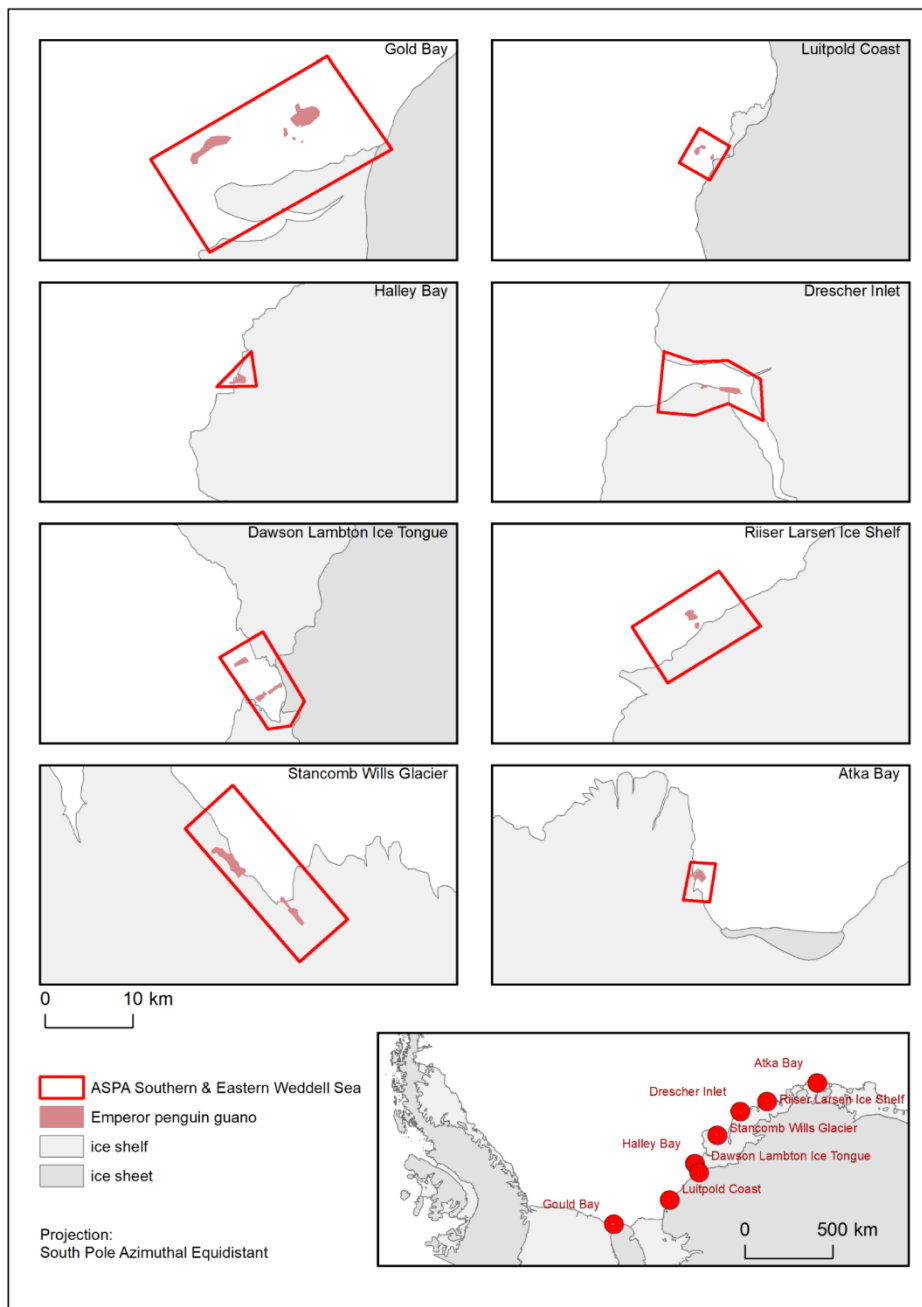 Gold Bay
Luitpold Coast
Halley Bay
Drescher Inlet
Dawson Lambton Ice Tongue
Riiser Larsen Ice Shelf
Stancomb Wills Glacier
Atka Bay
0 10 km
ASPA Southern & Eastern Weddell Sea
Emperor penguin guano
ice shelf
ice sheet
Projection:
South Pole Azimuthal Equidistant
Atka Bay
Drescher Inlet
Riiser Larsen Ice Shelf
Stancomb Wills Glacier
Halley Bay
Dawson Lambton Ice Tongue
Luitpold Coast
Gould Bay
0 500 km